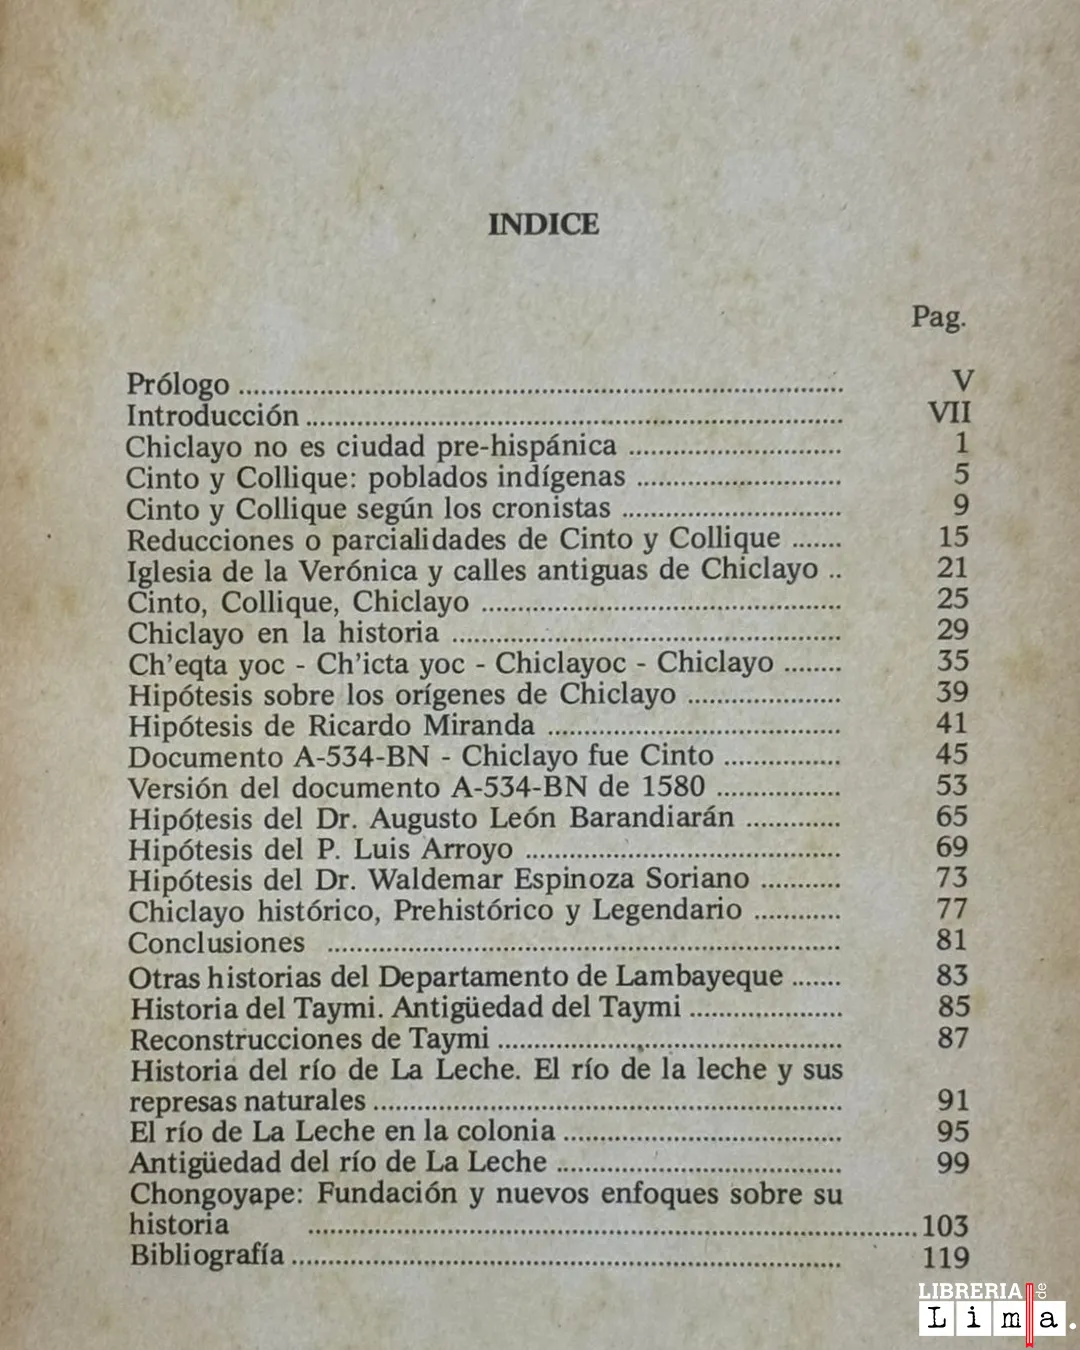 INDICE
Pag.
Prólogo ........ V
Introducción ........ VII
Chiclayo no es ciudad pre-hispánica ........ 1
Cinto y Collique: poblados indígenas ........ 5
Cinto y Collique según los cronistas ........ 9
Reducciones o parcialidades de Cinto y Collique ....... 15
Iglesia de la Verónica y calles antiguas de Chiclayo .. 21
Cinto, Collique, Chiclayo ........ 25
Chiclayo en la historia ........ 29
Ch'eqta yoc - Ch'icta yoc - Chiclayoc - Chiclayo ........ 35
Hipótesis sobre los orígenes de Chiclayo ........ 39
Hipótesis de Ricardo Miranda ........ 41
Documento A-534-BN - Chiclayo fue Cinto ........ 45
Versión del documento A-534-BN de 1580 ........ 53
Hipótesis del Dr. Augusto León Barandiarán ........ 65
Hipótesis del P. Luis Arroyo ........ 69
Hipótesis del Dr. Waldemar Espinoza Soriano ........ 73
Chiclayo histórico, Prehistórico y Legendario ........ 77
Conclusiones ........ 81
Otras historias del Departamento de Lambayeque ....... 83
Historia del Taymi. Antigüedad del Taymi ........ 85
Reconstrucciones de Taymi ........ 87
Historia del río de La Leche. El río de la leche y sus
represas naturales ........ 91
El río de La Leche en la colonia ........ 95
Antigüedad del río de La Leche ........ 99
Chongoyape: Fundación y nuevos enfoques sobre su
historia ........ 103
Bibliografía ........ 119
LIBRERIA de
Lima.